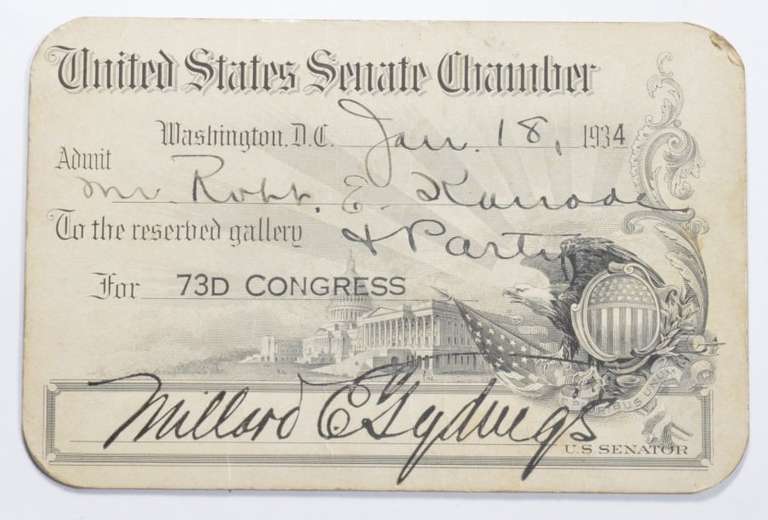 United States Senate Chamber
Washington, D.C. Jan. 18, 1934
Admit
Mr. Robt. E. Kanode
To the reserved gallery & Party
For 73D CONGRESS
Millard E Tydings
U.S SENATOR